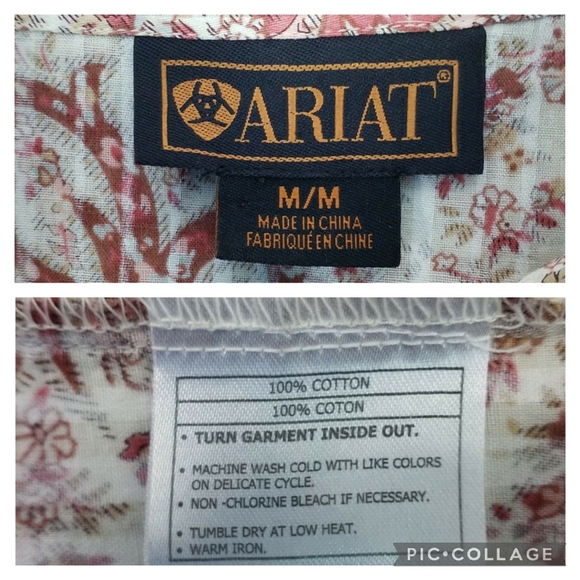 ARIAT®
M/M
MADE IN CHINA
FABRIQUÉ EN CHINE
100% COTTON
100% COTON
• TURN GARMENT INSIDE OUT.
• MACHINE WASH COLD WITH LIKE COLORS
ON DELICATE CYCLE.
• NON -CHLORINE BLEACH IF NECESSARY.
• TUMBLE DRY AT LOW HEAT.
• WARM IRON.
PIC•COLLAGE